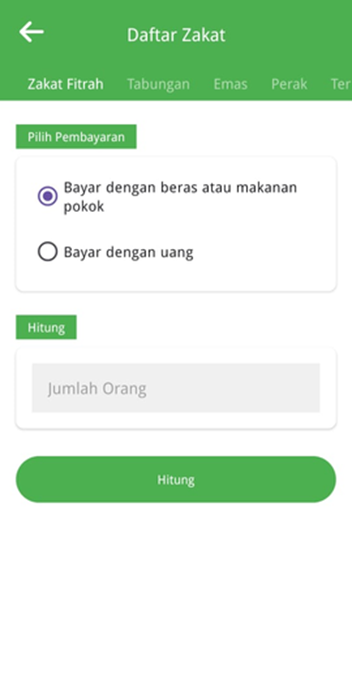 Daftar Zakat
Zakat Fitrah Tabungan Emas Perak Ter
Pilih Pembayaran
Bayar dengan beras atau makanan
pokok
Bayar dengan uang
Hitung
Jumlah Orang
Hitung